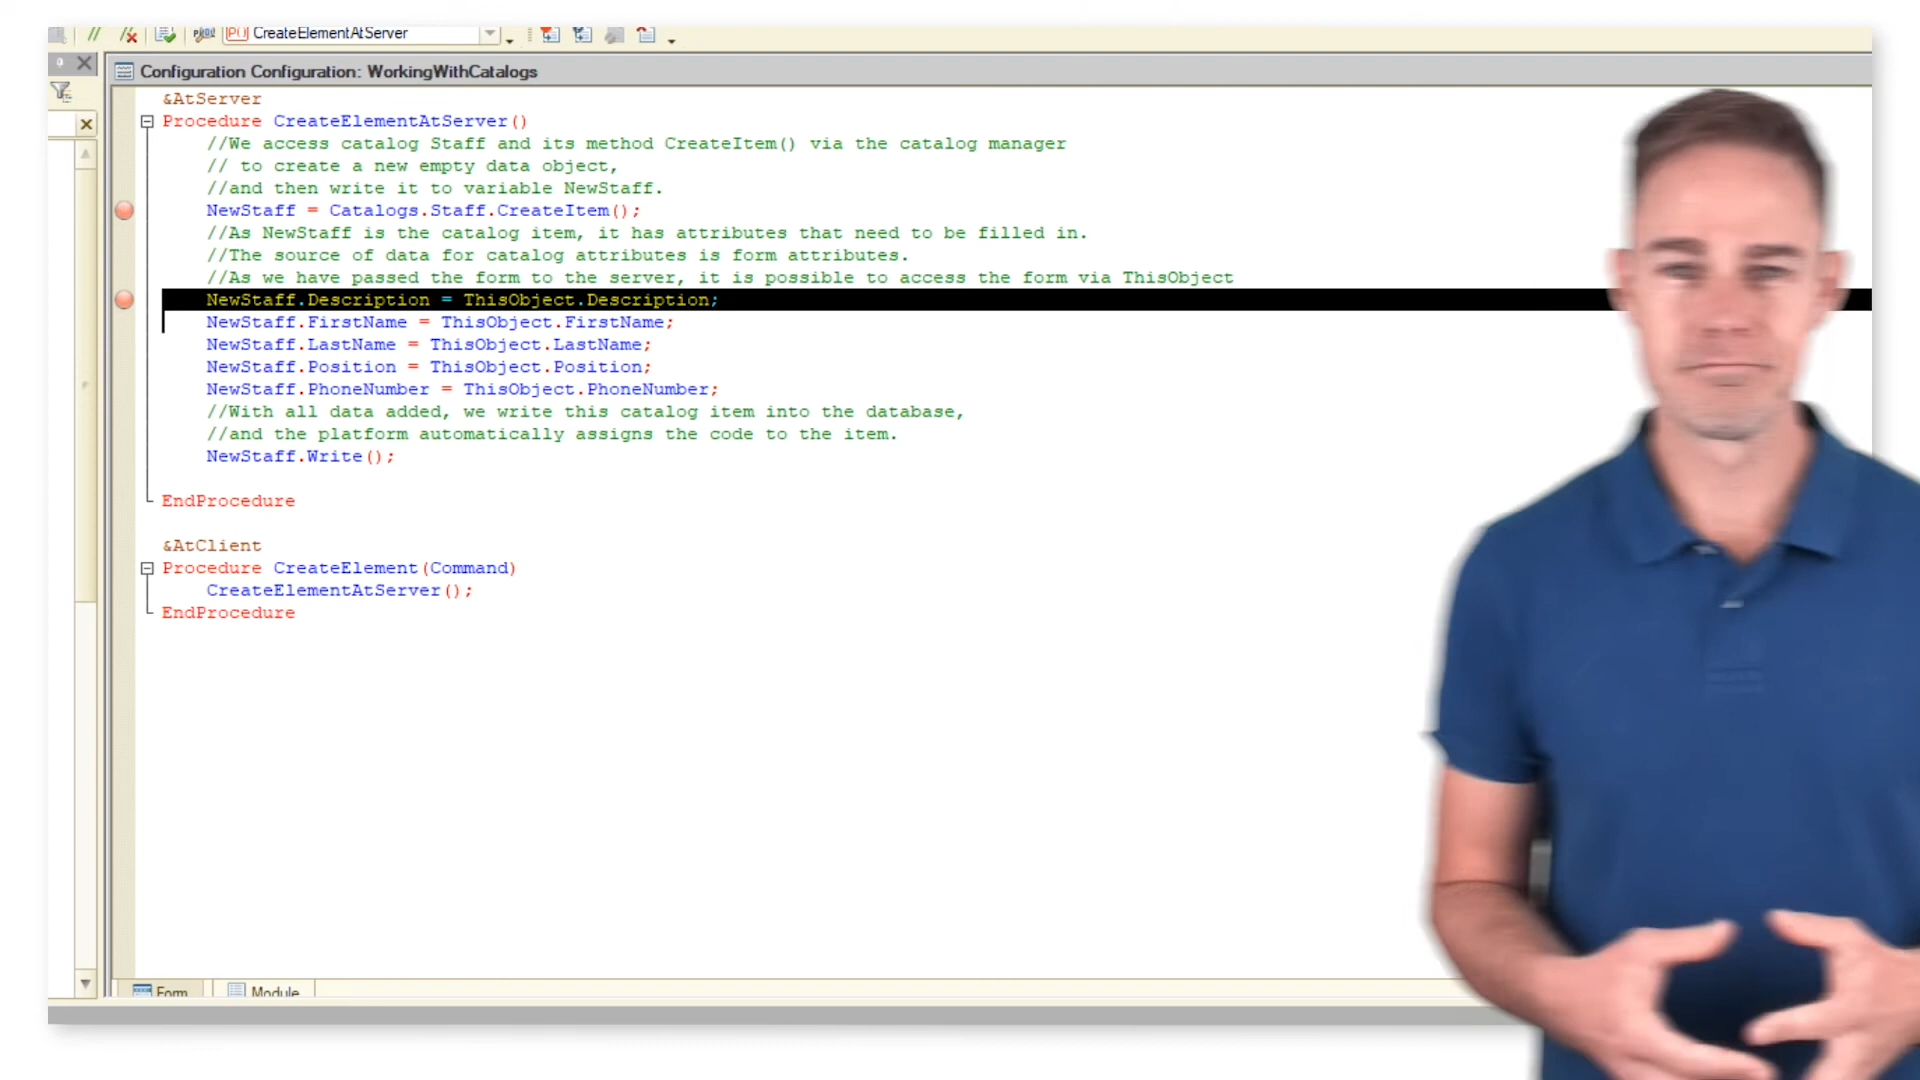 CreateElementAtServer
Configuration Configuration: WorkingWithCatalogs
&AtServer
Procedure CreateElementAtServer()
//We access catalog Staff and its method CreateItem() via the catalog manager
// to create a new empty data object,
//and then write it to variable NewStaff.
NewStaff = Catalogs.Staff.CreateItem();
//As NewStaff is the catalog item, it has attributes that need to be filled in.
//The source of data for catalog attributes is form attributes.
//As we have passed the form to the server, it is possible to access the form via ThisObject
NewStaff.Description = ThisObject.Description;
NewStaff.FirstName = ThisObject.FirstName;
NewStaff.LastName = ThisObject.LastName;
NewStaff.Position = ThisObject.Position;
NewStaff.PhoneNumber = ThisObject.PhoneNumber;
//With all data added, we write this catalog item into the database,
//and the platform automatically assigns the code to the item.
NewStaff.Write();
EndProcedure
&AtClient
Procedure CreateElement(Command)
CreateElementAtServer();
EndProcedure
Form Module